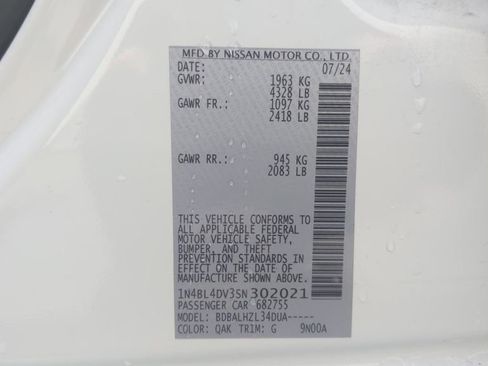 MFD BY NISSAN MOTOR CO., LTD.
DATE: 07/24
GVWR: 1963 KG
4328 LB
GAWR FR.: 1097 KG
2418 LB
GAWR RR.: 945 KG
2083 LB
THIS VEHICLE CONFORMS TO
ALL APPLICABLE FEDERAL
MOTOR VEHICLE SAFETY,
BUMPER, AND THEFT
PREVENTION STANDARDS
IN EFFECT ON THE DATE
OF MANUFACTURE SHOWN
ABOVE.
1N4BL4DV3SN302021
PASSENGER CAR 682755
MODEL: BDBALHZL34DUA-----
COLOR: QAK TRIM: G 9N00A